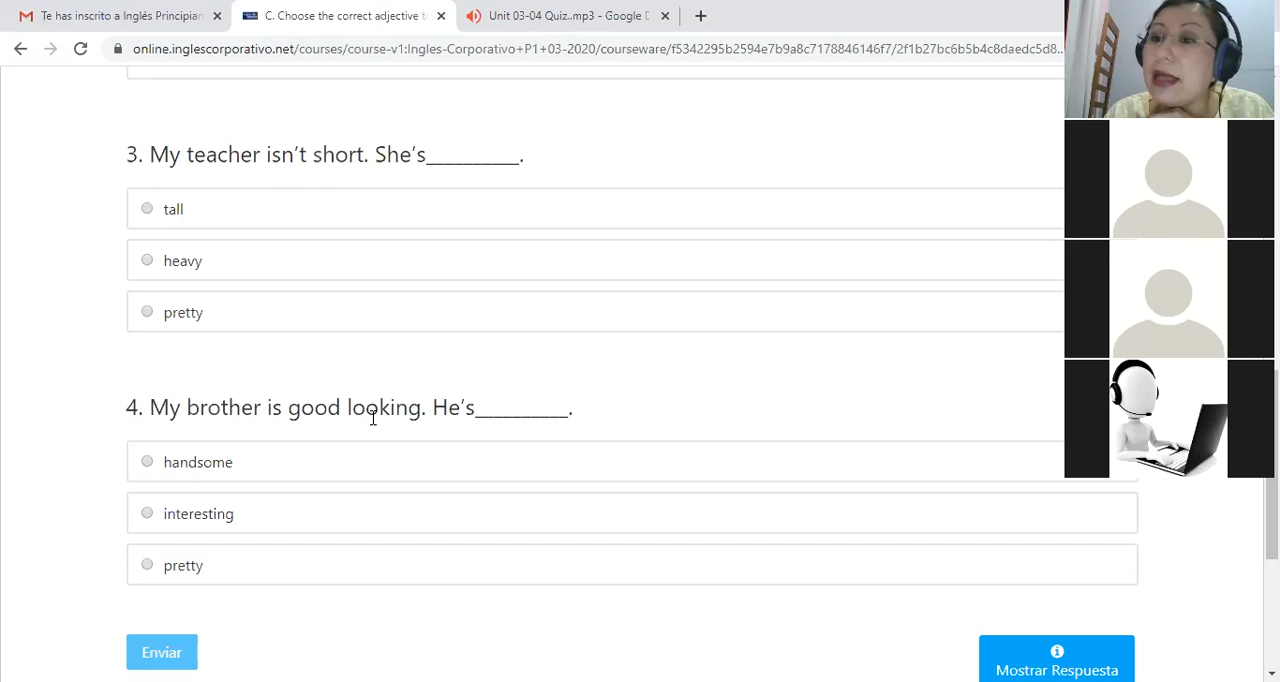 Te has inscrito a Inglés Principian
C. Choose the correct adjective to
Unit 03-04 Quiz..mp3 - Google D
online.inglescorporativo.net/courses/course-v1:Ingles-Corporativo+P1+03-2020/courseware/f5342295b2594e7b9a8c7178846146f7/2f1b27bc6b5b4c8daedc5d8...
3. My teacher isn’t short. She’s__________.
tall
heavy
pretty
4. My brother is good looking. He’s__________.
handsome
interesting
pretty
Enviar
Mostrar Respuesta